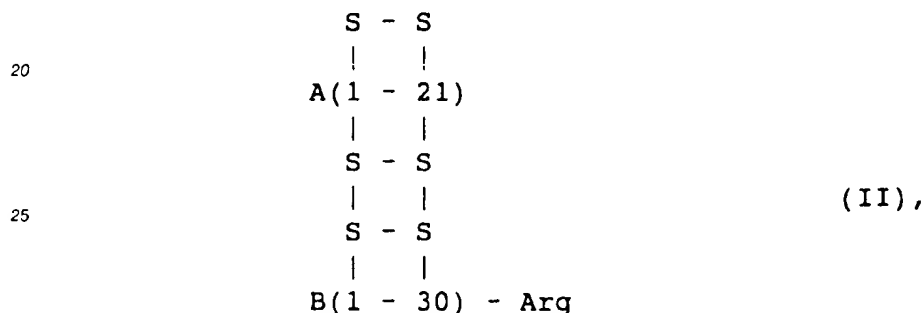 S - S
| |
20
A(1 - 21)
| |
S - S
| |
(II),
25
S - S
| |
B(1 - 30) - Arg